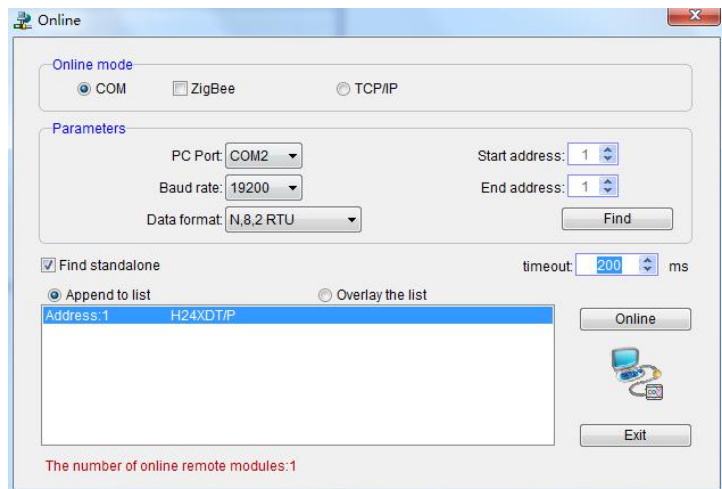 Online
Online mode
COM ZigBee TCP/IP
Parameters
PC Port: COM2 Start address: 1
Baud rate: 19200 End address: 1
Data format: N,8,2 RTU Find
Find standalone timeout: 200 ms
Append to list Overlay the list
Address:1 H24XDT/P
Online
Exit
The number of online remote modules:1